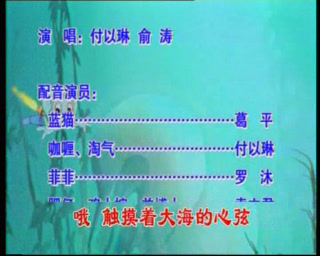 演 唱：付以琳 俞 涛
配音演员：
蓝猫……………………………葛 平
咖喱、淘气……………………付以琳
菲菲……………………………罗 沐
哦 触摸着大海的心弦